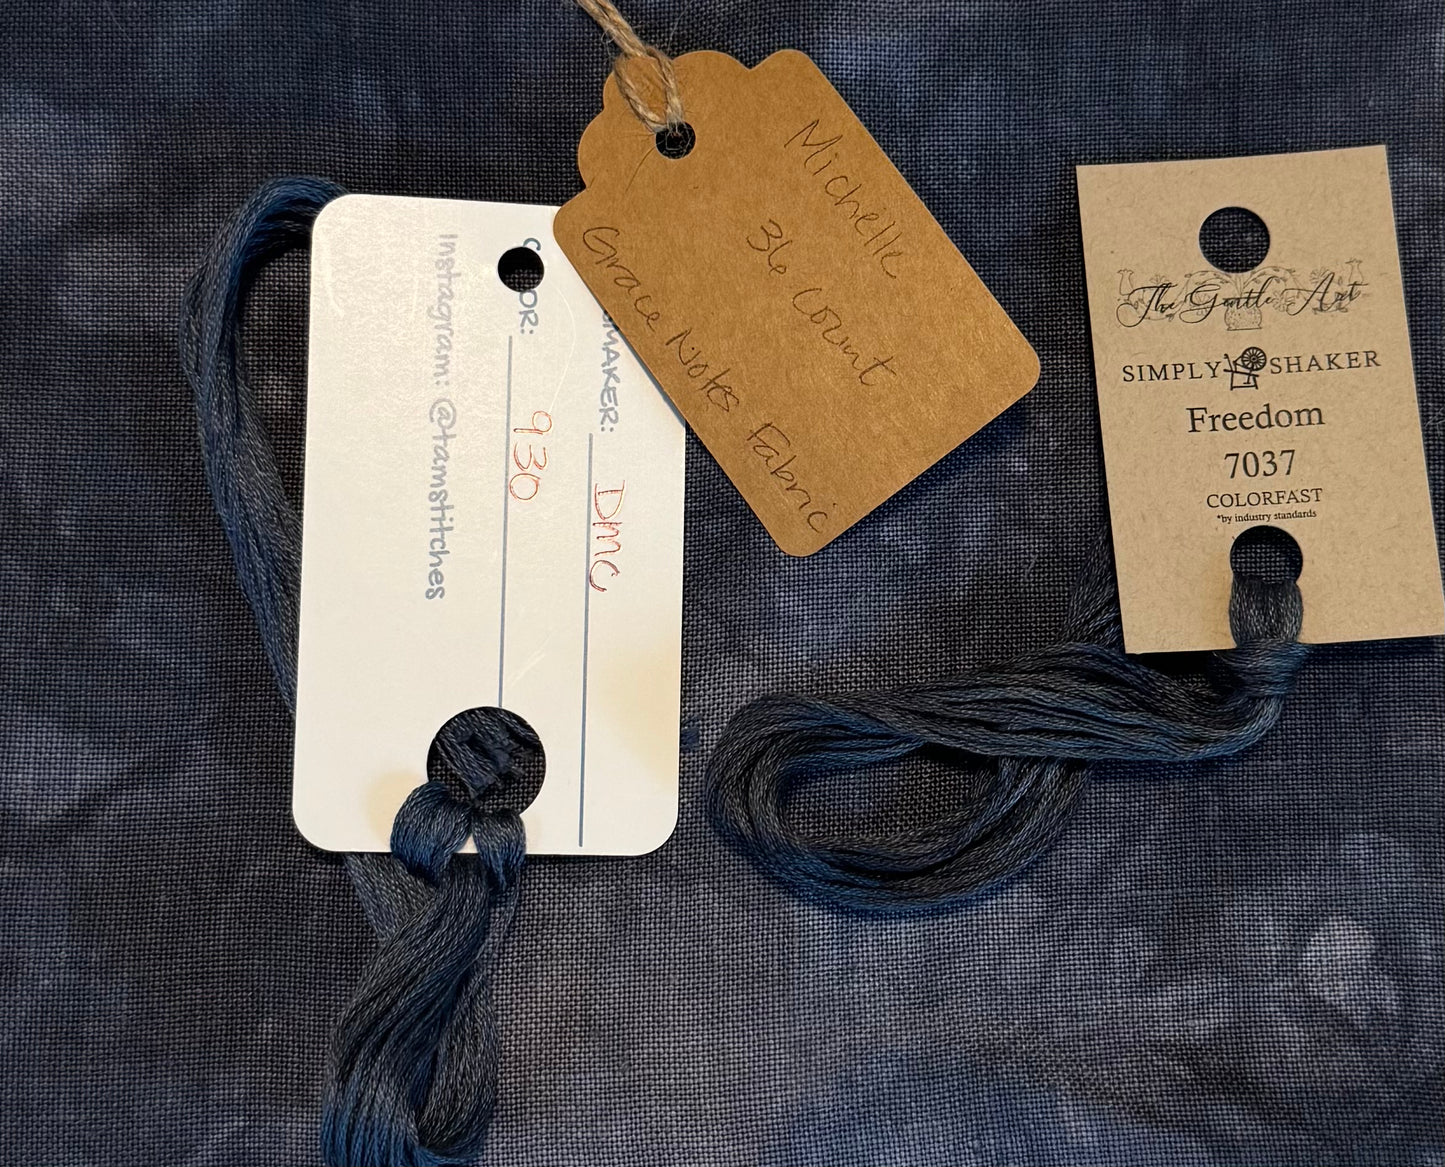 COLOR: 930
DMC
Instagram: @tamstitches
Michelle
36 Count
Grace Notes Fabric
The Gentle Art
SIMPLY SHAKER
Freedom
7037
COLORFAST
*by industry standards